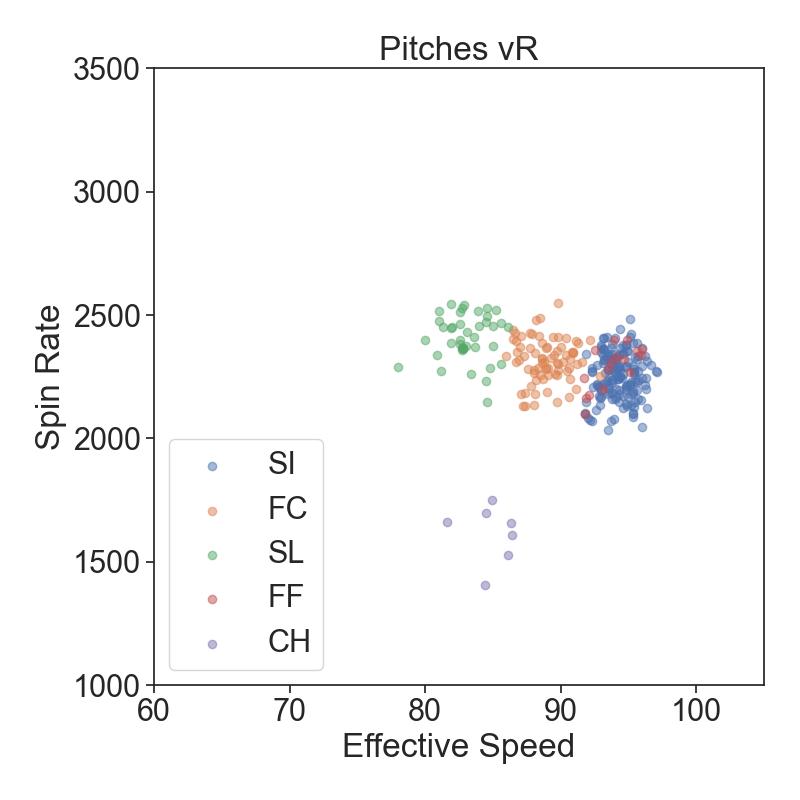 Pitches vR
3500
3000
2500
2000
1500
1000
Spin Rate
SI
FC
SL
FF
CH
60 70 80 90 100
Effective Speed